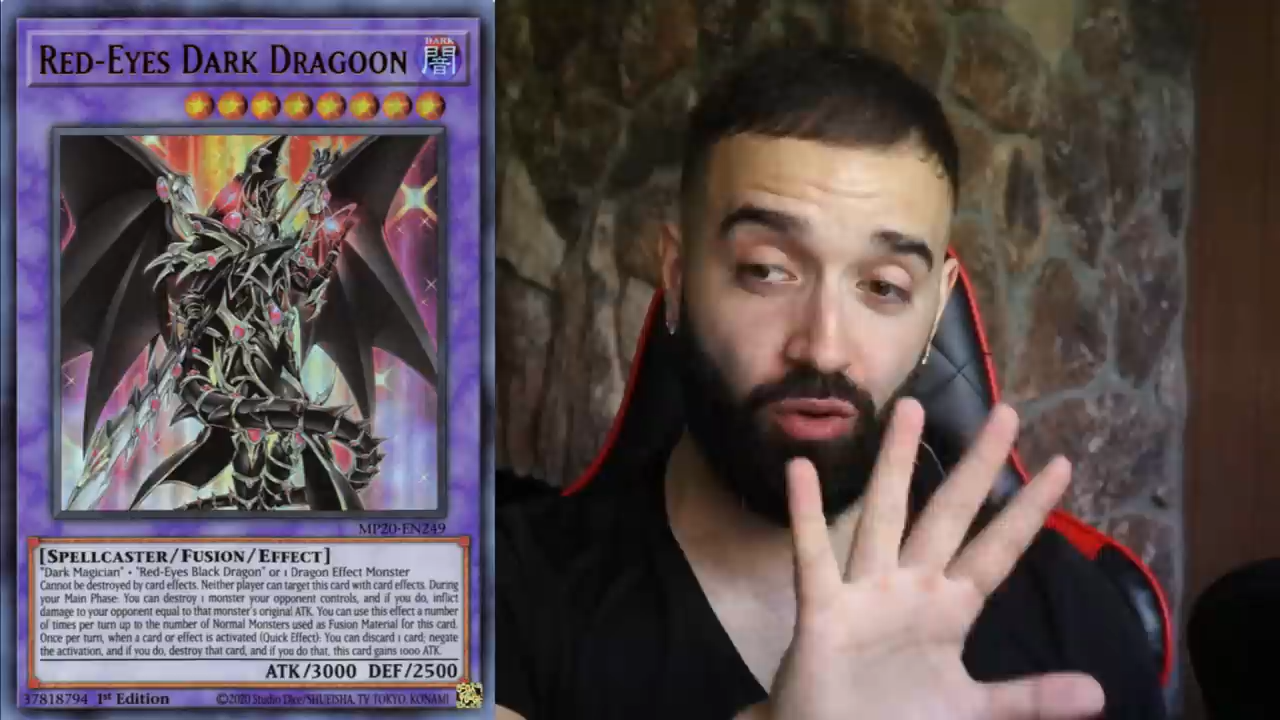 RED-EYES DARK DRAGOON
DARK
闇
MP20-EN249
[SPELLCASTER/FUSION/EFFECT]
"Dark Magician" + "Red-Eyes Black Dragon" or 1 Dragon Effect Monster
Cannot be destroyed by card effects. Neither player can target this card with card effects. During
your Main Phase: You can destroy 1 monster your opponent controls, and if you do, inflict
damage to your opponent equal to that monster's original ATK. You can use this effect a number
of times per turn up to the number of Normal Monsters used as Fusion Material for this card.
Once per turn, when a card or effect is activated (Quick Effect): You can discard 1 card; negate
the activation, and if you do, destroy that card, and if you do that, this card gains 1000 ATK.
ATK/3000 DEF/2500
37818794 1st Edition ©2020 Studio Dice/SHUEISHA, TV TOKYO, KONAMI